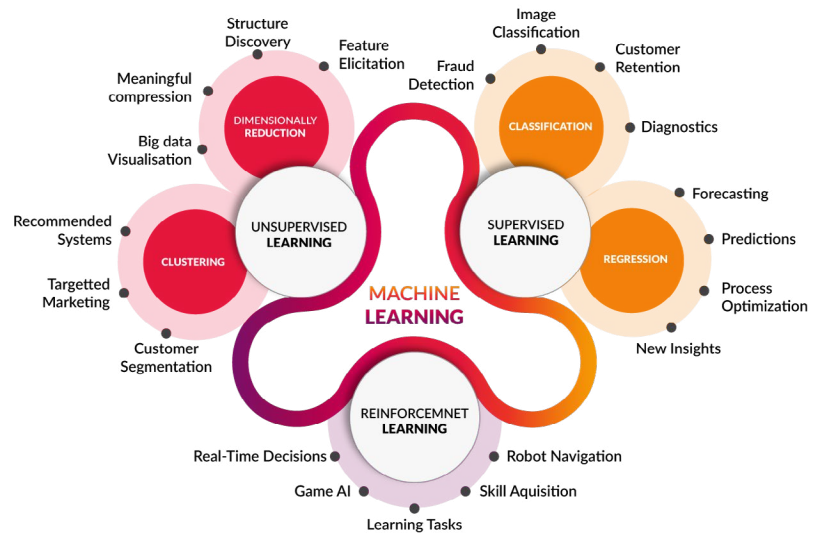 Structure
Discovery
Feature
Elicitation
Meaningful
compression
Big data
Visualisation
DIMENSIONALLY
REDUCTION
UNSUPERVISED
LEARNING
Recommended
Systems
Targetted
Marketing
Customer
Segmentation
CLUSTERING
Image
Classification
Fraud
Detection
Customer
Retention
Diagnostics
CLASSIFICATION
SUPERVISED
LEARNING
Forecasting
Predictions
Process
Optimization
New Insights
REGRESSION
MACHINE
LEARNING
REINFORCEMNET
LEARNING
Real-Time Decisions
Game AI
Learning Tasks
Skill Aquisition
Robot Navigation